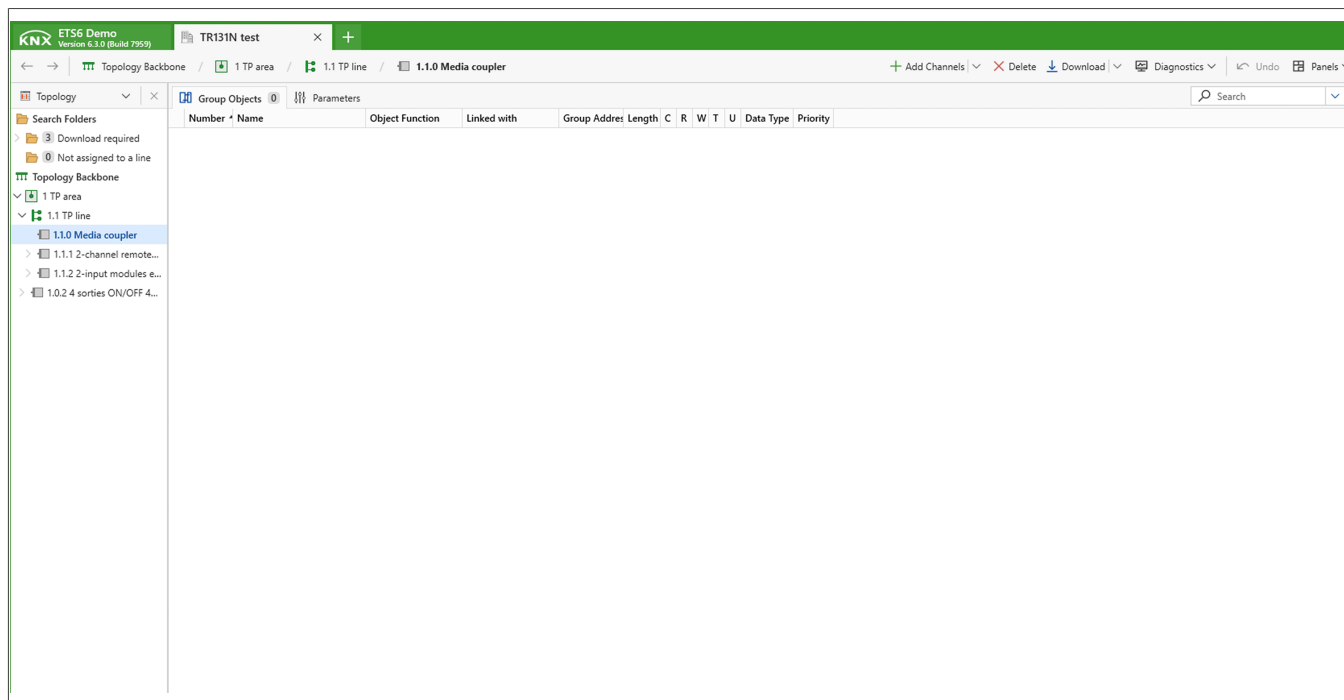 KNX ETS6 Demo
Version 6.3.0 (Build 7959)
TR131N test
Topology Backbone / 1 TP area / 1.1 TP line / 1.1.0 Media coupler
Add Channels Delete Download Diagnostics Undo Panels
Topology
Group Objects 0 Parameters
Search
Number Name Object Function Linked with Group Addres Length C R W T U Data Type Priority
Search Folders
3 Download required
0 Not assigned to a line
Topology Backbone
1 TP area
1.1 TP line
1.1.0 Media coupler
1.1.1 2-channel remote...
1.1.2 2-input modules e...
1.0.2 4 sorties ON/OFF 4...